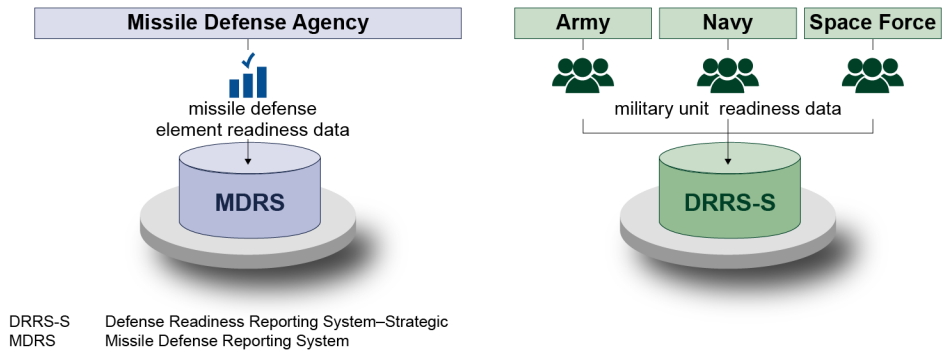 Missile Defense Agency
missile defense
element readiness data
MDRS
Army
Navy
Space Force
military unit readiness data
DRRS-S
DRRS-S Defense Readiness Reporting System–Strategic
MDRS Missile Defense Reporting System